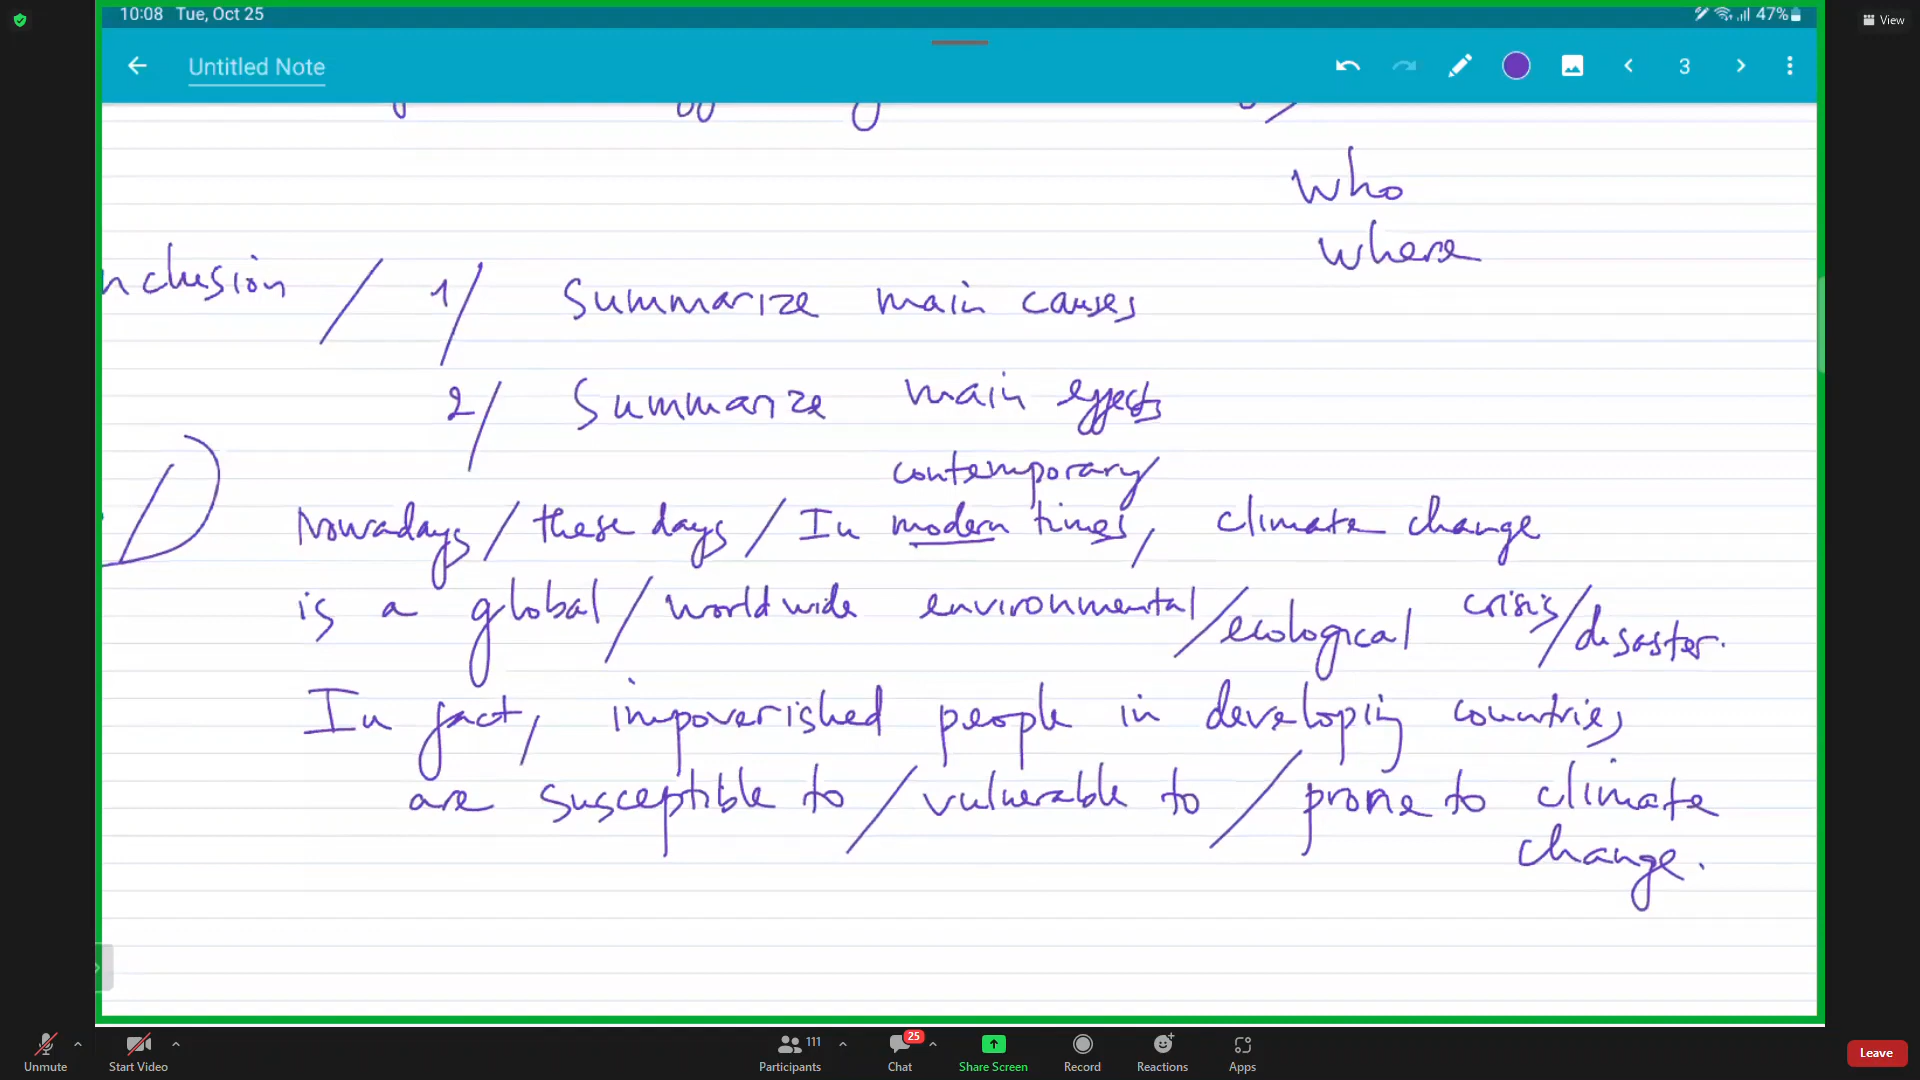 10:08 Tue, Oct 25
47%
View
Untitled Note
3
who
where
nclusion / 1/ Summarize main causes
2/ Summarize main effects
contemporary/
Nowadays / these days / In modern times, climate change
is a global / worldwide environmental / ecological crisis / disaster.
In fact, impoverished people in developing countries
are susceptible to / vulnerable to / prone to climate
change.
Unmute
Start Video
111
Participants
25
Chat
Share Screen
Record
Reactions
Apps
Leave